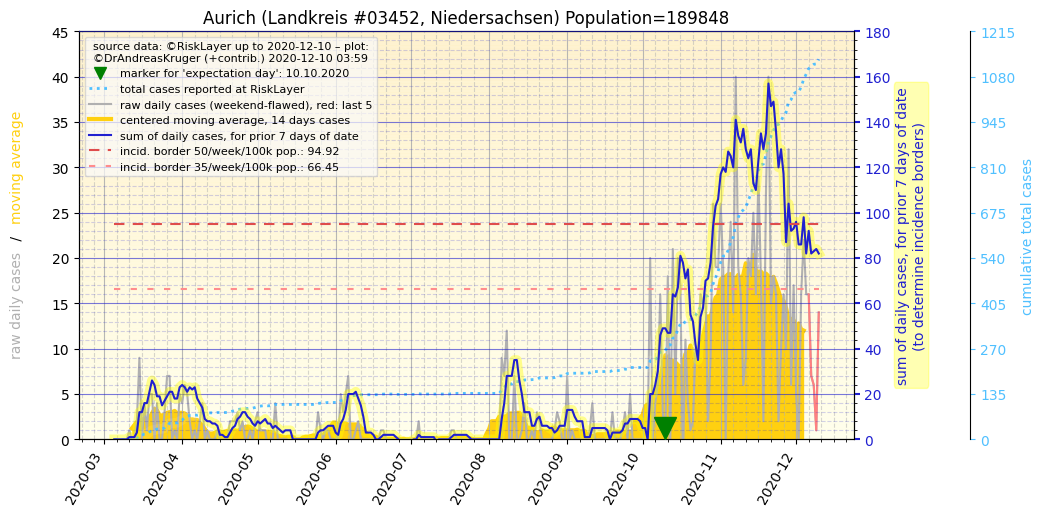 Aurich (Landkreis #03452, Niedersachsen) Population=189848
source data: ©RiskLayer up to 2020-12-10 – plot:
©DrAndreasKruger (+contrib.) 2020-12-10 03:59
marker for 'expectation day': 10.10.2020
total cases reported at RiskLayer
raw daily cases (weekend-flawed), red: last 5
centered moving average, 14 days cases
sum of daily cases, for prior 7 days of date
incid. border 50/week/100k pop.: 94.92
incid. border 35/week/100k pop.: 66.45
raw daily cases / moving average
45
40
35
30
25
20
15
10
5
0
2020-03
2020-04
2020-05
2020-06
2020-07
2020-08
2020-09
2020-10
2020-11
2020-12
180
160
140
120
100
80
60
40
20
0
sum of daily cases, for prior 7 days of date
(to determine incidence borders)
1215
1080
945
810
675
540
405
270
135
0
cumulative total cases